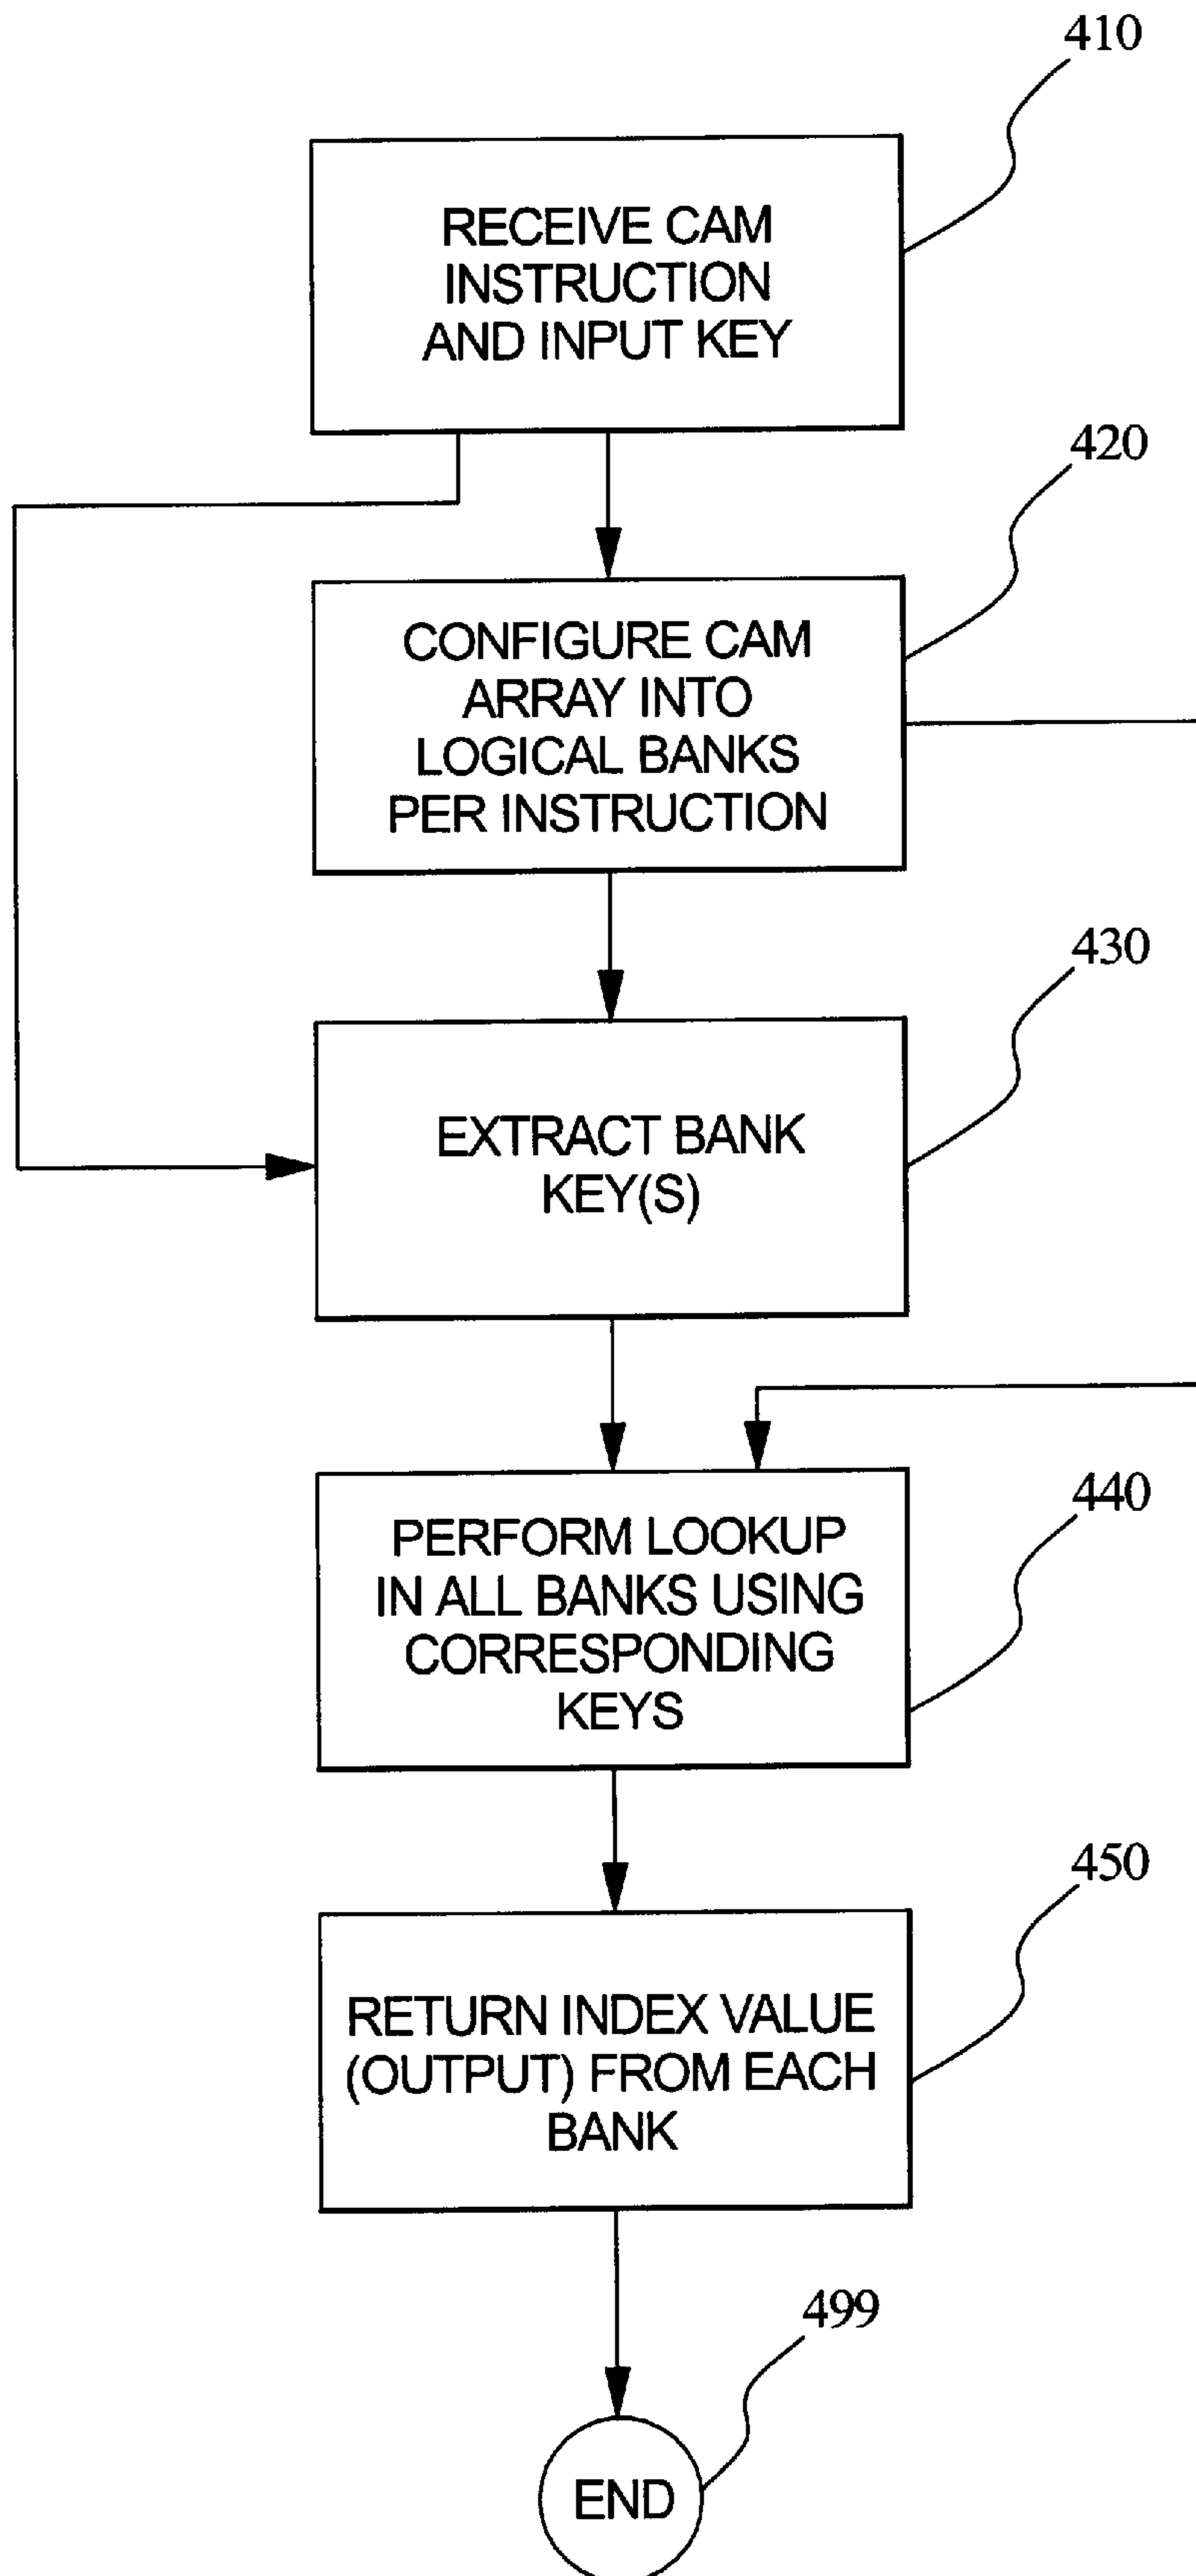 410
RECEIVE CAM
INSTRUCTION
AND INPUT KEY
420
CONFIGURE CAM
ARRAY INTO
LOGICAL BANKS
PER INSTRUCTION
430
EXTRACT BANK
KEY(S)
440
PERFORM LOOKUP
IN ALL BANKS USING
CORRESPONDING
KEYS
450
RETURN INDEX VALUE
(OUTPUT) FROM EACH
BANK
499
END